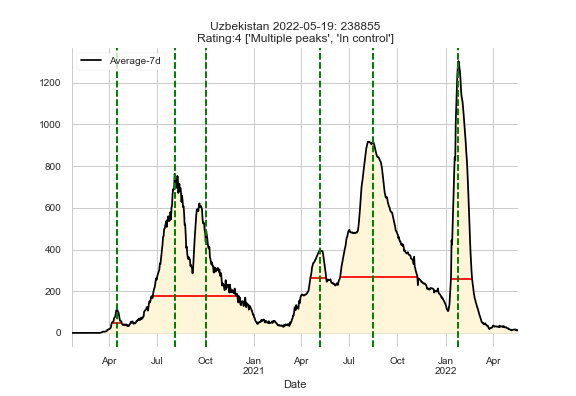 Uzbekistan 2022-05-19: 238855
Rating:4 ['Multiple peaks', 'In control']
Average-7d
1200
1000
800
600
400
200
0
Apr Jul Oct Jan Apr Jul Oct Jan Apr
2021 2022
Date